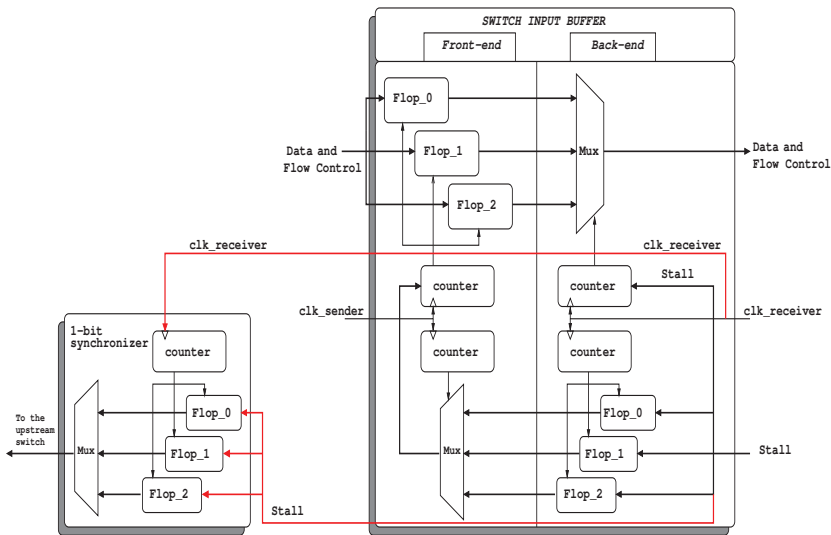 SWITCH INPUT BUFFER
Front-end
Back-end
Flop_0
Data and
Flow Control
Flop_1
Mux
Data and
Flow Control
Flop_2
clk_receiver
clk_receiver
Stall
counter
counter
clk_sender
clk_receiver
1-bit
synchronizer
counter
counter
counter
Flop_0
Flop_0
To the
upstream
switch
Mux
Flop_1
Mux
Flop_1
Stall
Flop_2
Flop_2
Stall